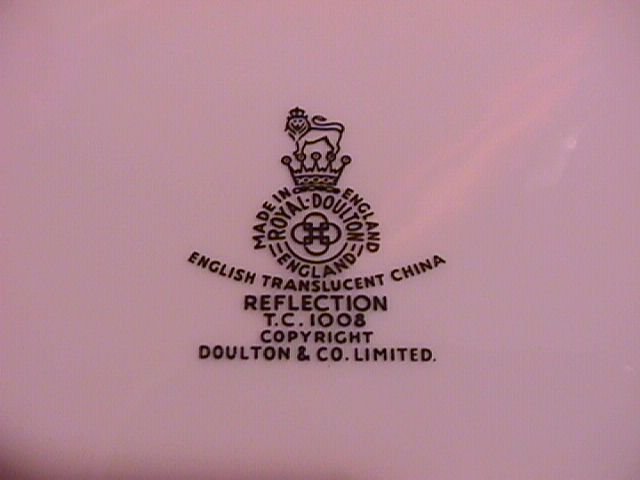 MADE IN ENGLAND
ROYAL·DOULTON
ENGLAND
ENGLISH TRANSLUCENT CHINA
REFLECTION
T.C. 1008
COPYRIGHT
DOULTON & CO. LIMITED.